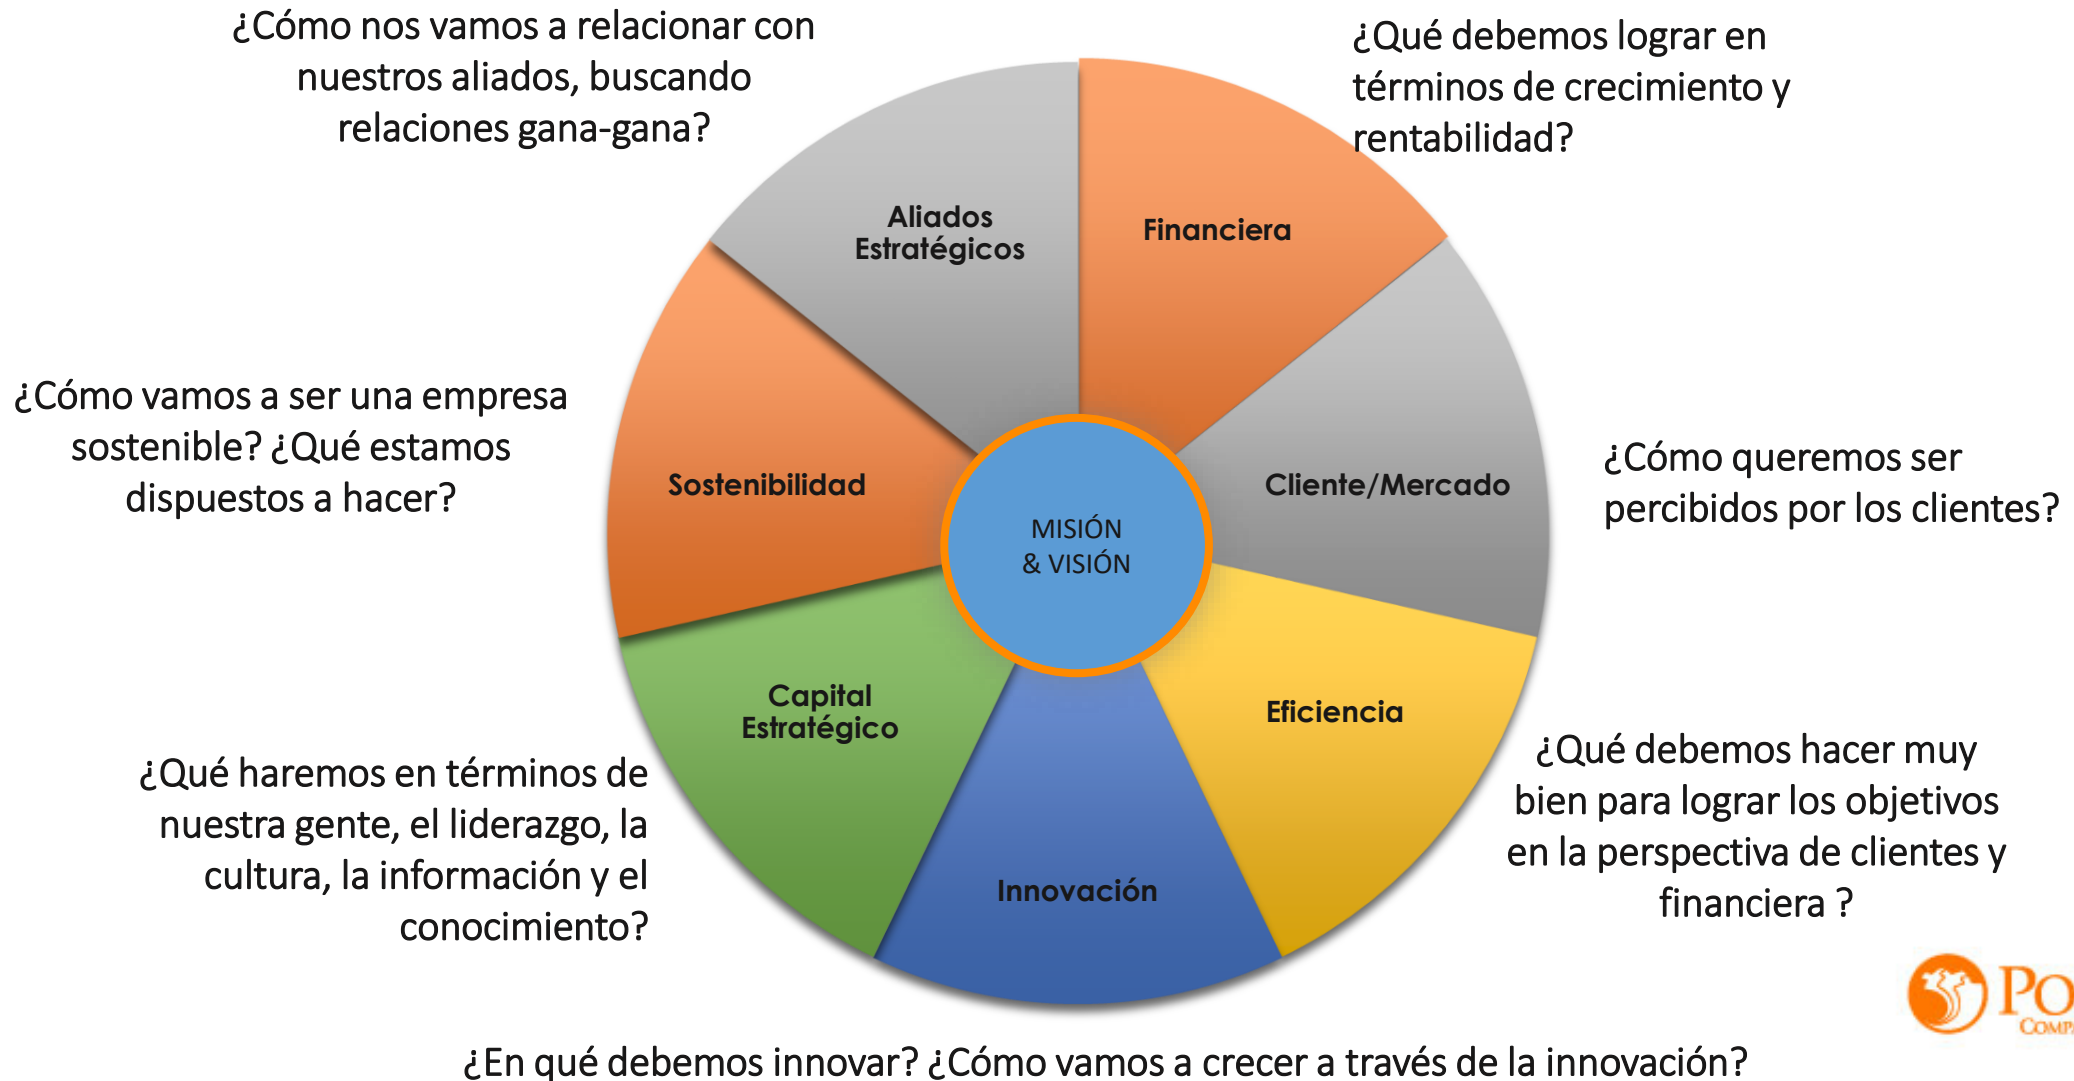 ¿Cómo nos vamos a relacionar con
nuestros aliados, buscando
relaciones gana-gana?
¿Qué debemos lograr en
términos de crecimiento y
rentabilidad?
Aliados
Estratégicos
Financiera
¿Cómo vamos a ser una empresa
sostenible? ¿Qué estamos
dispuestos a hacer?
Sostenibilidad
Cliente/Mercado
¿Cómo queremos ser
percibidos por los clientes?
MISIÓN
& VISIÓN
Capital
Estratégico
Eficiencia
¿Qué haremos en términos de
nuestra gente, el liderazgo, la
cultura, la información y el
conocimiento?
¿Qué debemos hacer muy
bien para lograr los objetivos
en la perspectiva de clientes y
financiera ?
Innovación
¿En qué debemos innovar? ¿Cómo vamos a crecer a través de la innovación?